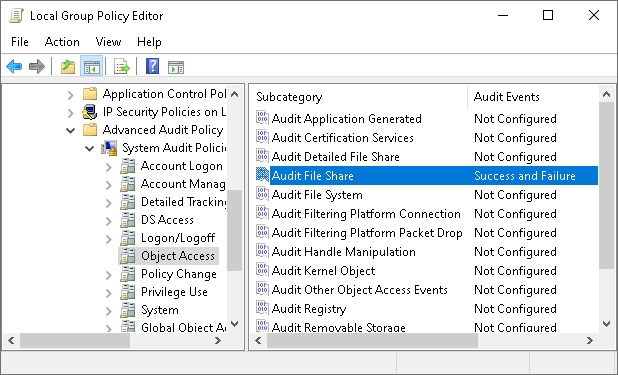 Local Group Policy Editor
File Action View Help
Application Control Pol
IP Security Policies on L
Advanced Audit Policy
System Audit Policie
Account Logon
Account Manag
Detailed Trackin
DS Access
Logon/Logoff
Object Access
Policy Change
Privilege Use
System
Global Object Ac
Subcategory Audit Events
Audit Application Generated Not Configured
Audit Certification Services Not Configured
Audit Detailed File Share Not Configured
Audit File Share Success and Failure
Audit File System Not Configured
Audit Filtering Platform Connection Not Configured
Audit Filtering Platform Packet Drop Not Configured
Audit Handle Manipulation Not Configured
Audit Kernel Object Not Configured
Audit Other Object Access Events Not Configured
Audit Registry Not Configured
Audit Removable Storage Not Configured